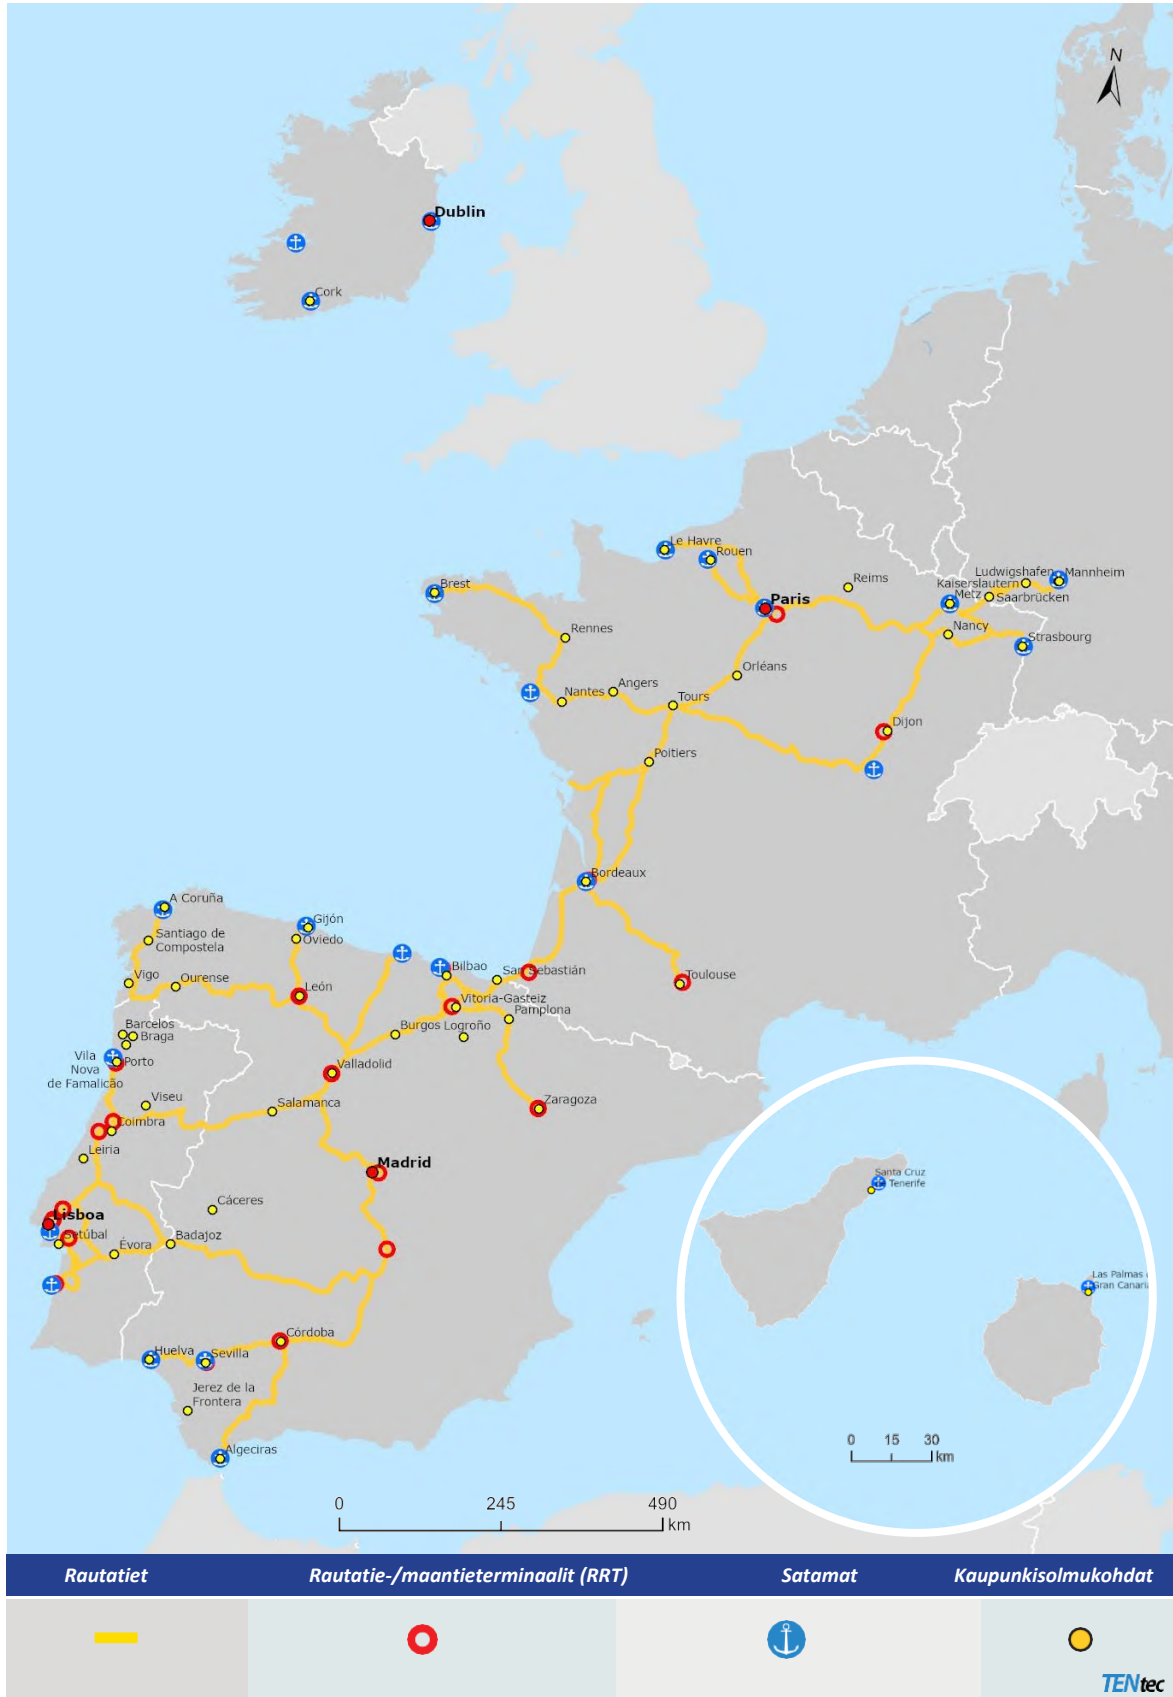 N
Dublin
Cork
Le Havre
Rouen
Reims
Ludwigshafen
Mannheim
Kaiserslautern
Metz
Saarbrücken
Brest
Paris
Nancy
Strasbourg
Rennes
Orléans
Angers
Nantes
Tours
Dijon
Poitiers
Bordeaux
A Coruña
Gijón
Santiago de
Compostela
Oviedo
Bilbao
San Sebastián
Toulouse
Vigo
Ourense
León
Vitoria-Gasteiz
Pamplona
Barcelos
Braga
Burgos
Logroño
Vila
Nova
de Famalicão
Porto
Valladolid
Viseu
Salamanca
Zaragoza
Coimbra
Leiria
Madrid
Santa Cruz
Tenerife
Cáceres
Lisboa
Setúbal
Évora
Badajoz
Las Palmas
Gran Canaria
Córdoba
Huelva
Sevilla
Jerez de la
Frontera
Algeciras
0 15 30
km
0 245 490
km
Rautatiet
Rautatie-/maantieterminaalit (RRT)
Satamat
Kaupunkisolmukohdat
TENtec